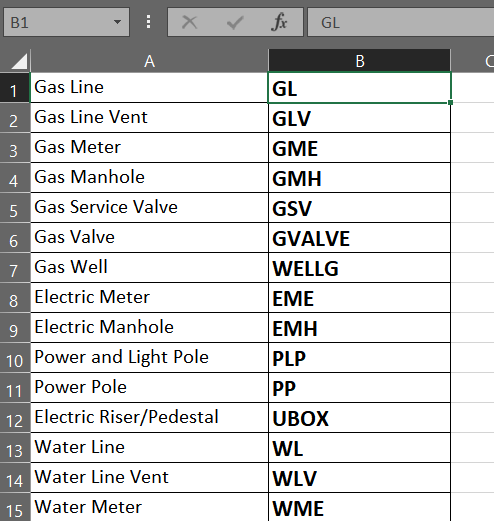 B1 fx GL
A B C
1 Gas Line GL
2 Gas Line Vent GLV
3 Gas Meter GME
4 Gas Manhole GMH
5 Gas Service Valve GSV
6 Gas Valve GVALVE
7 Gas Well WELLG
8 Electric Meter EME
9 Electric Manhole EMH
10 Power and Light Pole PLP
11 Power Pole PP
12 Electric Riser/Pedestal UBOX
13 Water Line WL
14 Water Line Vent WLV
15 Water Meter WME